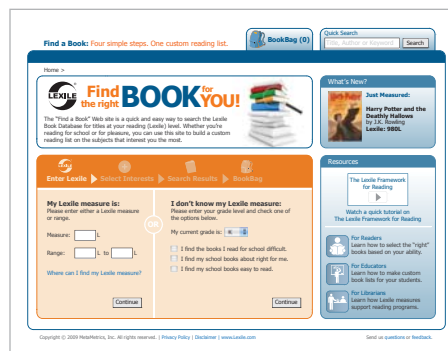 Find a Book: Four simple steps. One custom reading list.
BookBag (0)
Quick Search
Title, Author or Keyword
Search
Home >
LEXILE
Find the right BOOK for YOU!
The "Find a Book" Web site is a quick and easy way to search the Lexile
Book Database for titles at your reading (Lexile) level. Whether you're
reading for school or for pleasure, you can use this site to build a custom
reading list on the subjects that interest you the most.
What's New?
Just Measured:
Harry Potter and the
Deathly Hallows
by J.K. Rowling
Lexile: 980L
Enter Lexile
Select Interests
Search Results
BookBag
My Lexile measure is:
Please enter either a Lexile measure
or range.
Measure: L
Range: L to L
Where can I find my Lexile measure?
Continue
OR
I don't know my Lexile measure:
Please enter your grade level and check one of
the options below.
My current grade is:
I find the books I read for school difficult.
I find my school books about right for me.
I find my school books easy to read.
Continue
Resources
The Lexile Framework
for Reading
Watch a quick tutorial on
The Lexile Framework for Reading
For Readers
Learn how to select the "right"
books based on your ability.
For Educators
Learn how to make custom
book lists for your students.
For Librarians
Learn how Lexile measures
support reading programs.
Copyright © 2009 MetaMetrics, Inc. All rights reserved. | Privacy Policy | Disclaimer | www.Lexile.com
Send us questions or feedback.